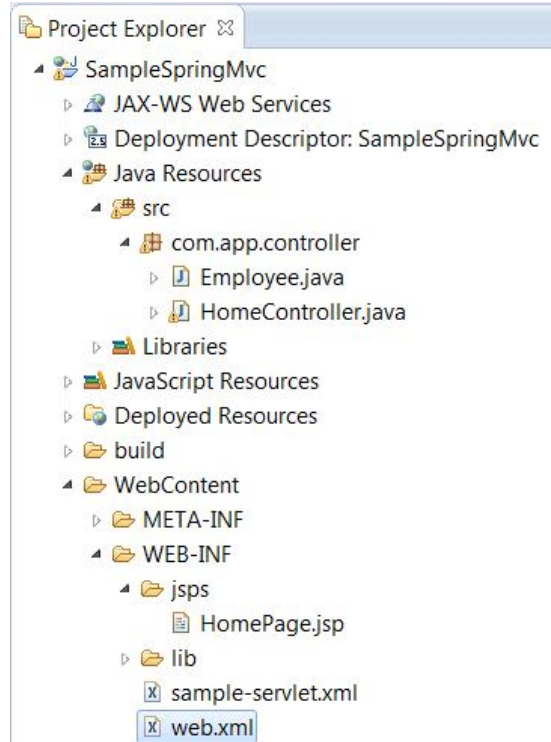 Project Explorer
SampleSpringMvc
JAX-WS Web Services
2.5 Deployment Descriptor: SampleSpringMvc
Java Resources
src
com.app.controller
J Employee.java
J HomeController.java
Libraries
JavaScript Resources
Deployed Resources
build
WebContent
META-INF
WEB-INF
jsps
HomePage.jsp
lib
x sample-servlet.xml
x web.xml